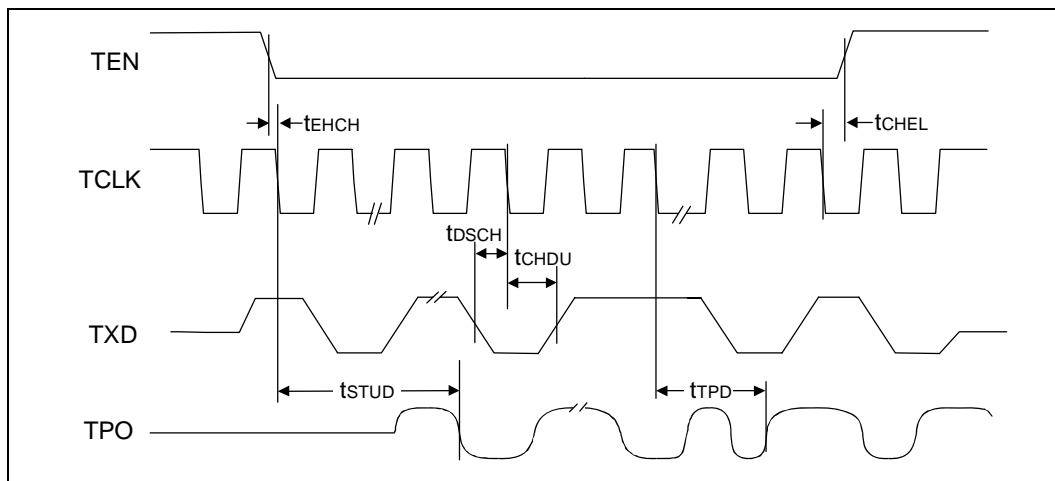 TEN
tEHCH
tCHEL
TCLK
tDSCH
tCHDU
TXD
tSTUD
tTPD
TPO